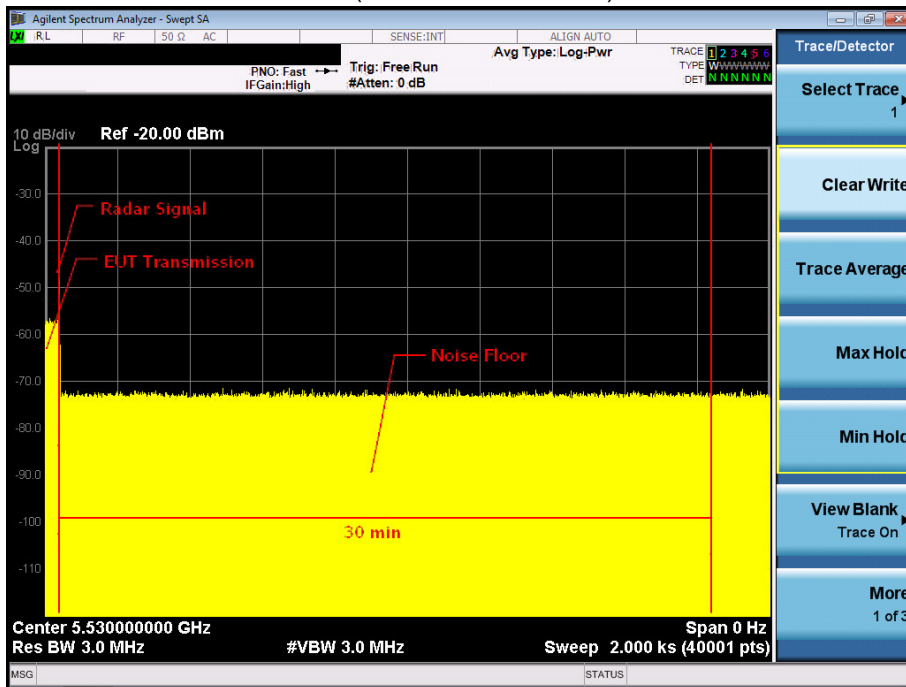 Agilent Spectrum Analyzer - Swept SA
LXI RL RF 50 Ω AC SENSE:INT ALIGN AUTO
Avg Type: Log-Pwr
PNO: Fast
IFGain:High
Trig: Free Run
#Atten: 0 dB
TRACE 1 2 3 4 5 6
TYPE WWWWWW
DET N N N N N N
10 dB/div
Log
Ref -20.00 dBm
-30.0
-40.0
-50.0
-60.0
-70.0
-80.0
-90.0
-100
-110
Radar Signal
EUT Transmission
Noise Floor
30 min
Center 5.530000000 GHz
Span 0 Hz
Res BW 3.0 MHz
#VBW 3.0 MHz
Sweep 2.000 ks (40001 pts)
MSG
STATUS
Trace/Detector
Select Trace
1
Clear Write
Trace Average
Max Hold
Min Hold
View Blank
Trace On
More
1 of 3